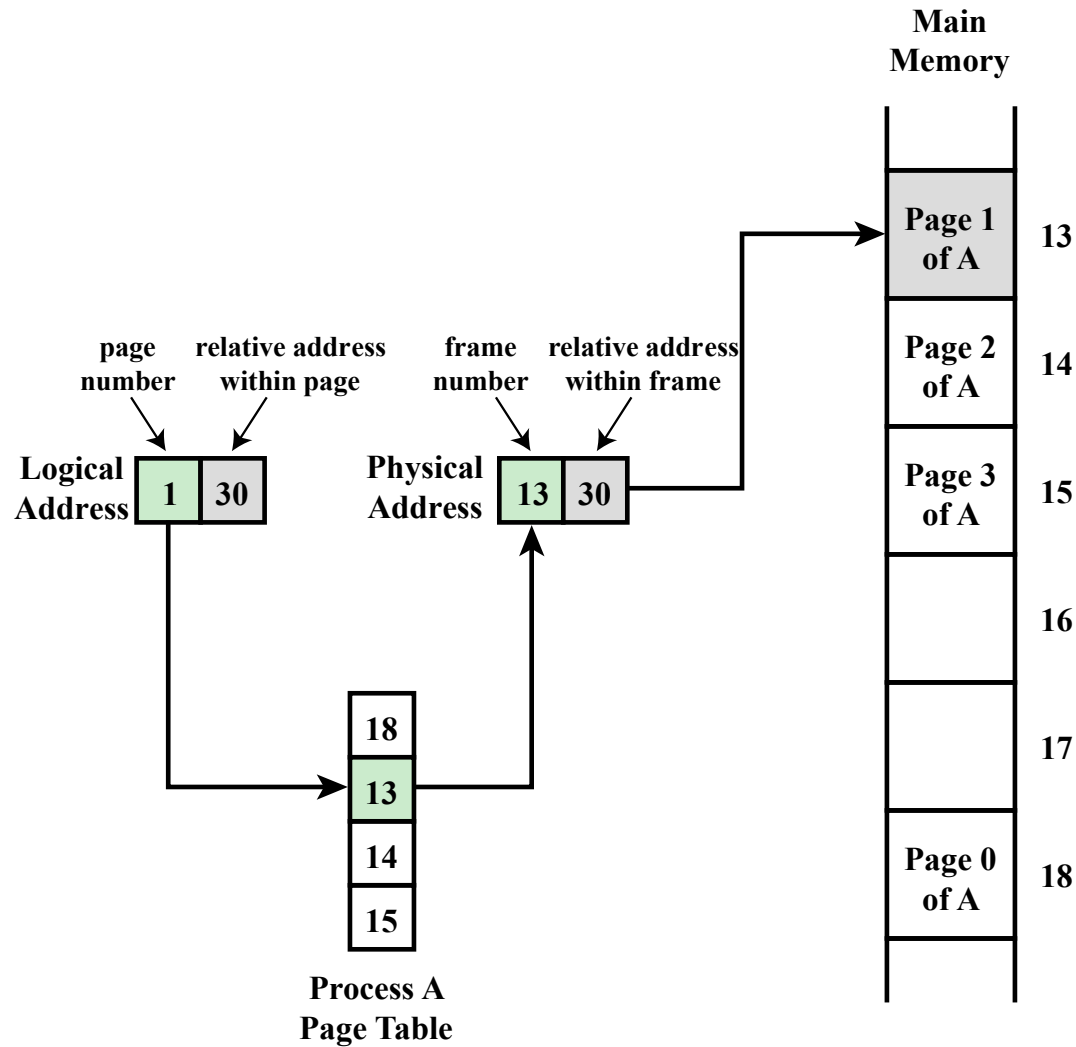 Main
Memory
Page 1
of A
13
Page 2
of A
14
Page 3
of A
15
16
17
Page 0
of A
18
page
number
relative address
within page
frame
number
relative address
within frame
Logical
Address
1
30
Physical
Address
13
30
18
13
14
15
Process A
Page Table